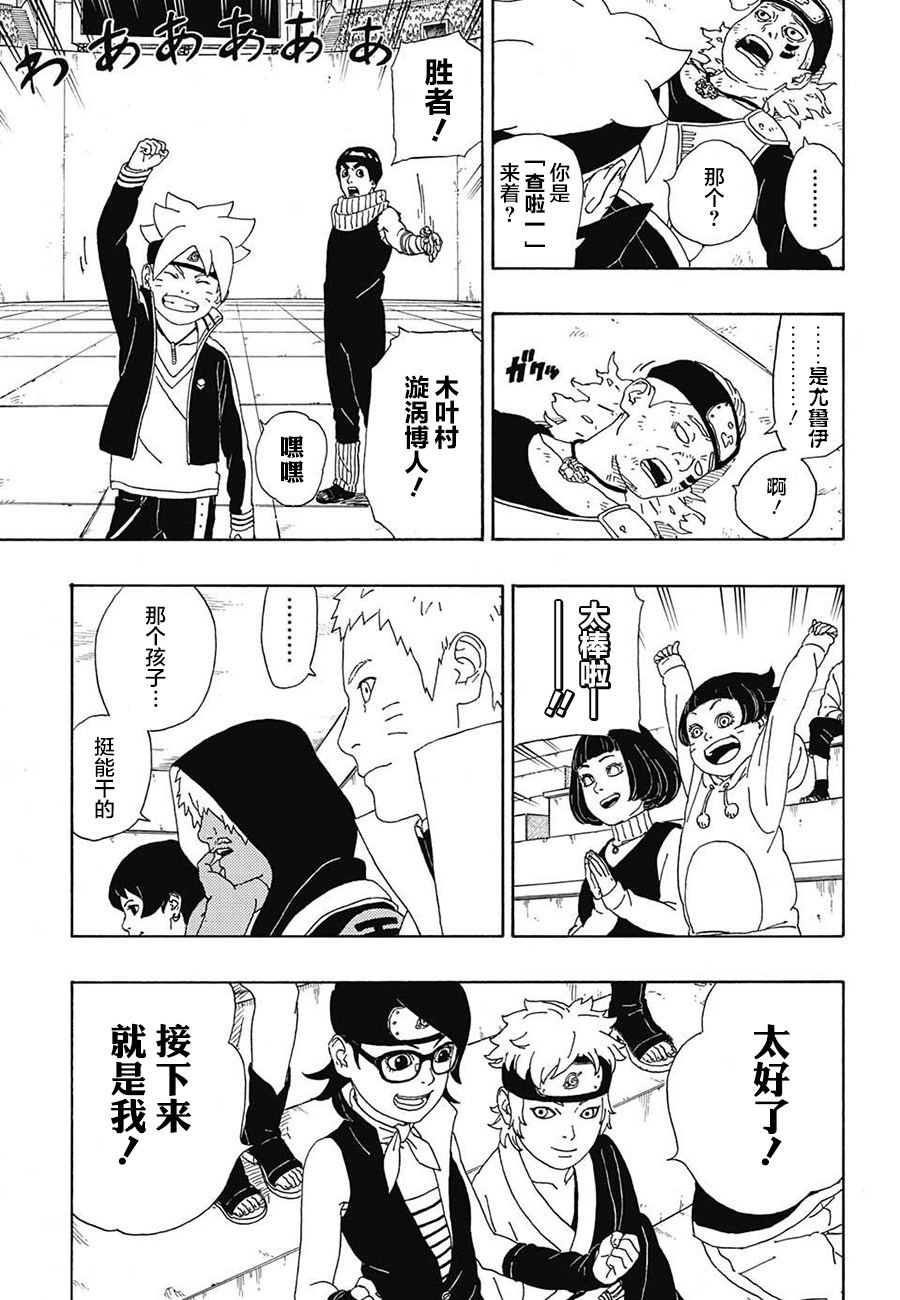 ……
那个？
你是
「查啦一」
来着？
……是尤鲁伊
……！
啊
ガクッ
わあああああぁ
胜者！
木叶村
漩涡博人！
嘿嘿
太棒啦—
—!!
……
那个孩子…
挺能干的
太好了！
接下来
就是我！